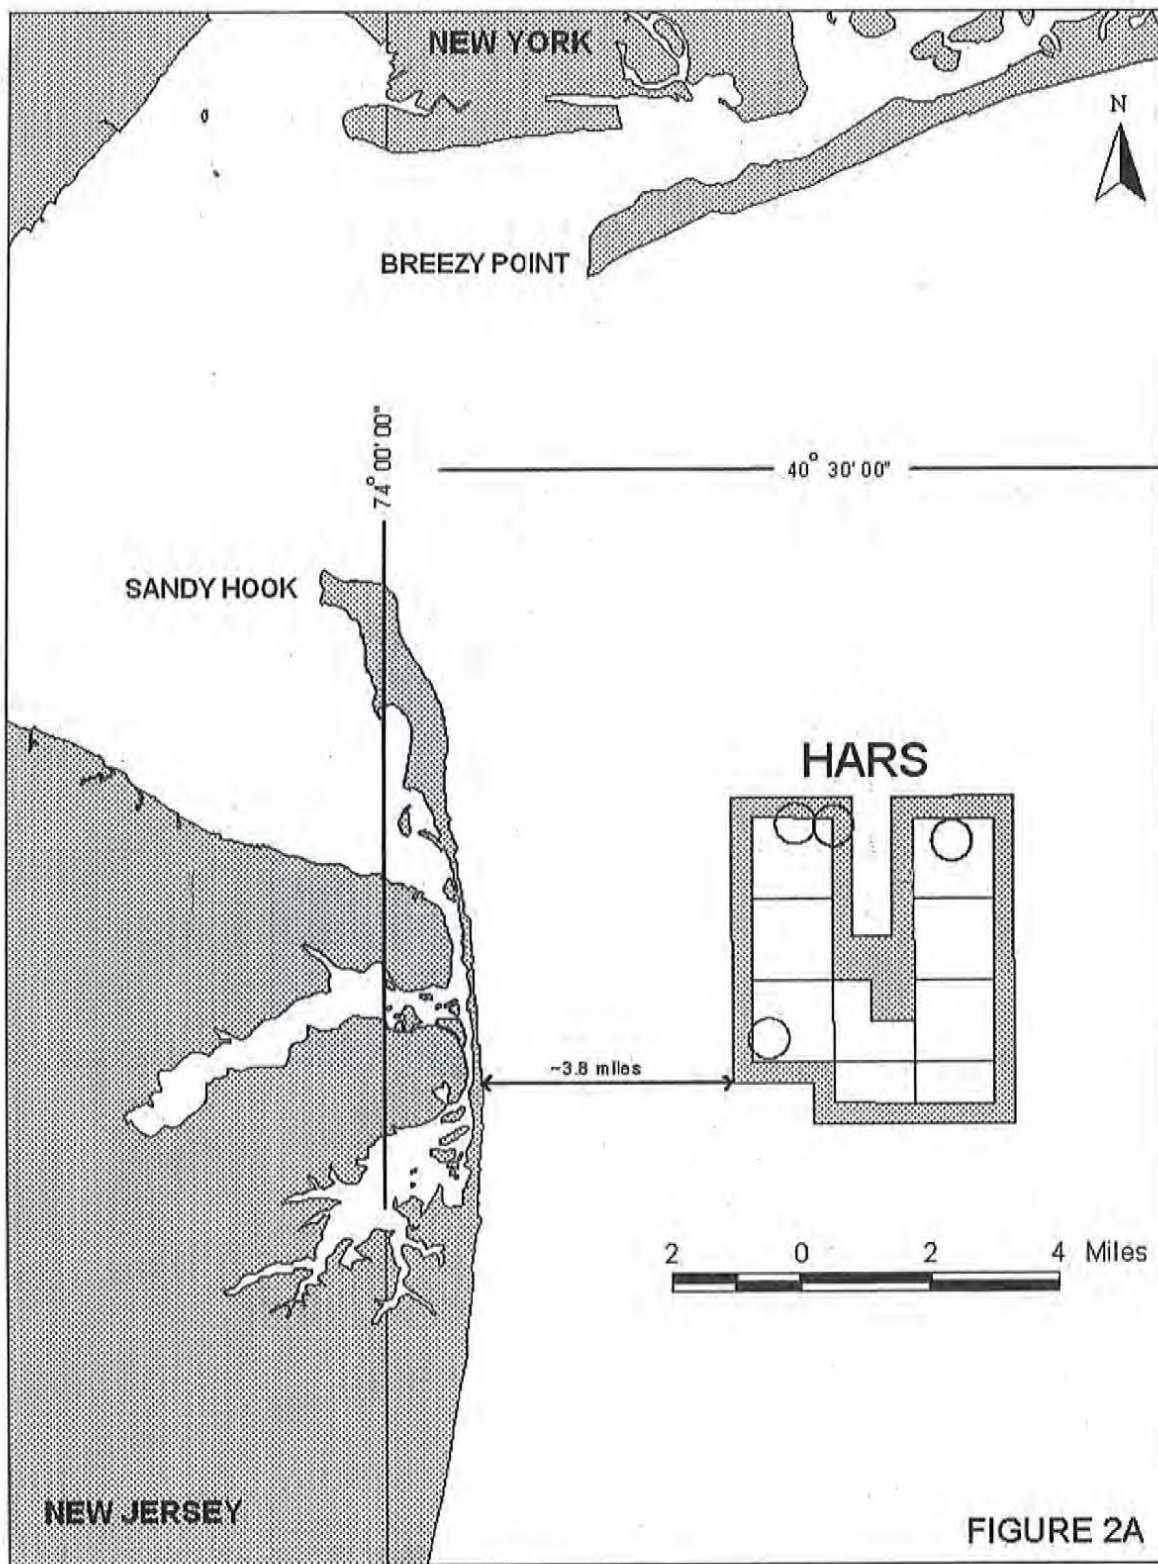 NEW YORK
N
BREEZY POINT
74° 00' 00"
40° 30' 00"
SANDY HOOK
HARS
~3.8 miles
2 0 2 4 Miles
NEW JERSEY
FIGURE 2A